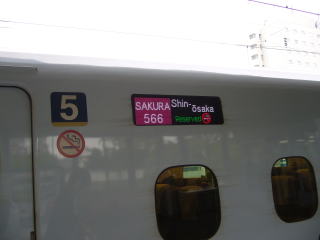 5
SAKURA
566
Shin-
ōsaka
Reserved